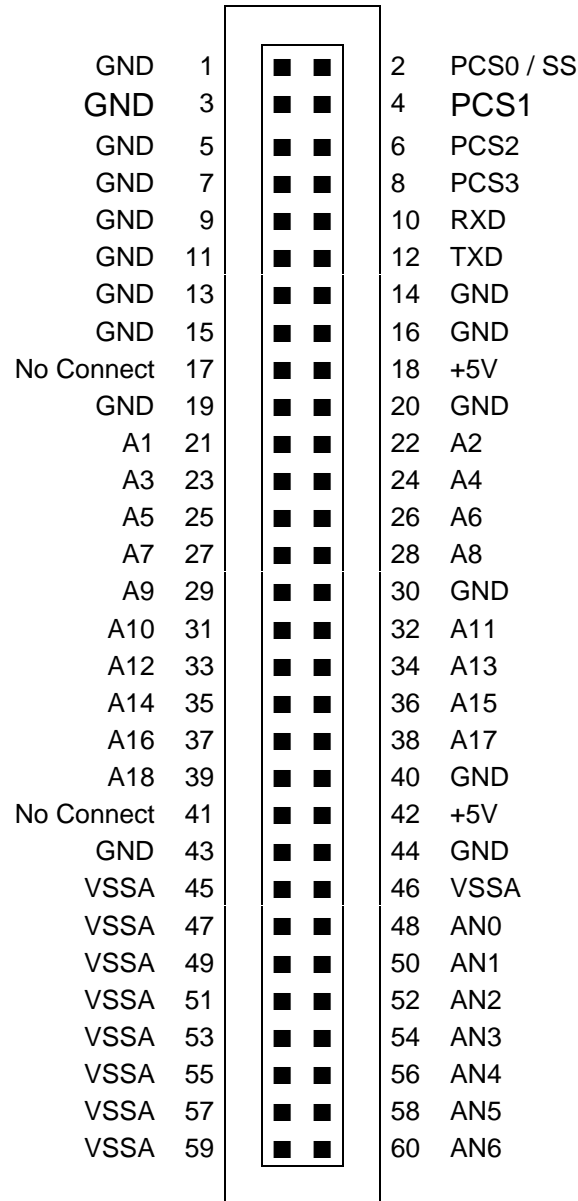 GND 1 2 PCS0 / SS
GND 3 4 PCS1
GND 5 6 PCS2
GND 7 8 PCS3
GND 9 10 RXD
GND 11 12 TXD
GND 13 14 GND
GND 15 16 GND
No Connect 17 18 +5V
GND 19 20 GND
A1 21 22 A2
A3 23 24 A4
A5 25 26 A6
A7 27 28 A8
A9 29 30 GND
A10 31 32 A11
A12 33 34 A13
A14 35 36 A15
A16 37 38 A17
A18 39 40 GND
No Connect 41 42 +5V
GND 43 44 GND
VSSA 45 46 VSSA
VSSA 47 48 AN0
VSSA 49 50 AN1
VSSA 51 52 AN2
VSSA 53 54 AN3
VSSA 55 56 AN4
VSSA 57 58 AN5
VSSA 59 60 AN6